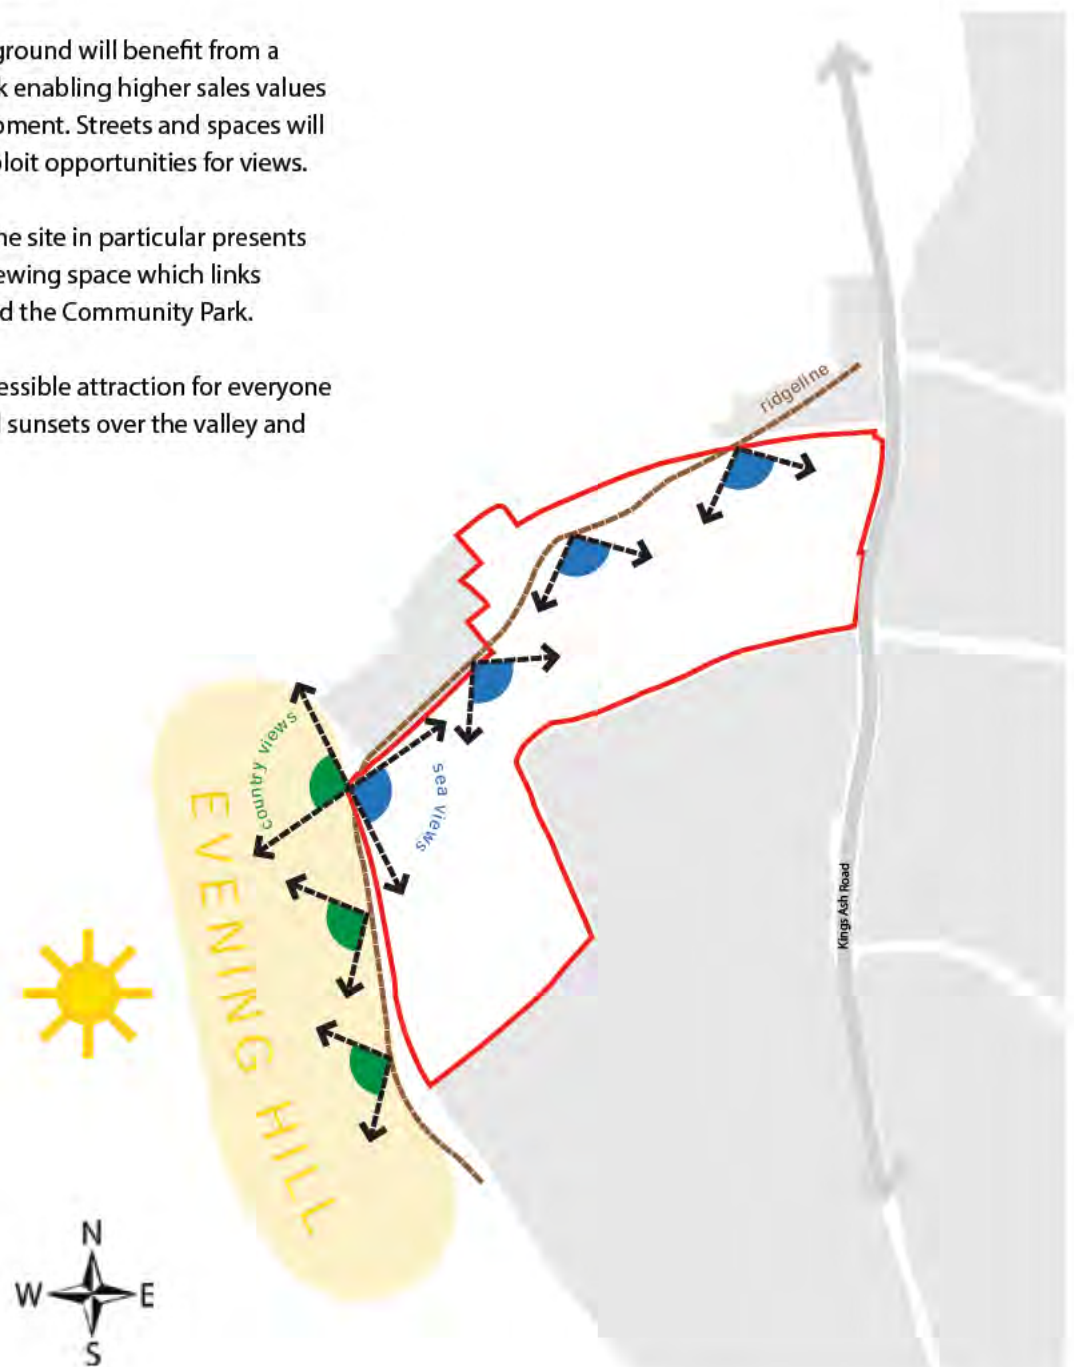 ground will benefit from a
k enabling higher sales values
pment. Streets and spaces will
ploit opportunities for views.
he site in particular presents
ewing space which links
d the Community Park.
essible attraction for everyone
l sunsets over the valley and
ridgeline
country views
sea views
EVENING HILL
Kings Ash Road
N
W E
S